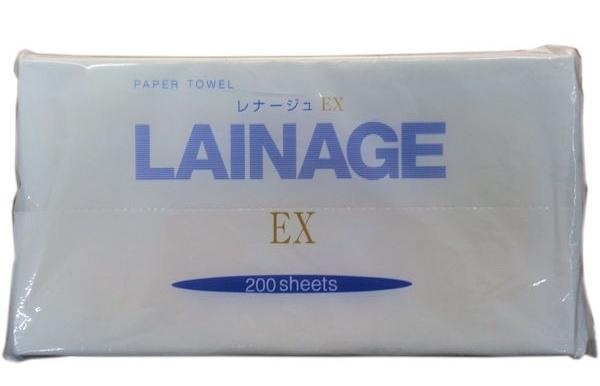 PAPER TOWEL
レナージュ EX
LAINAGE
EX
200 sheets